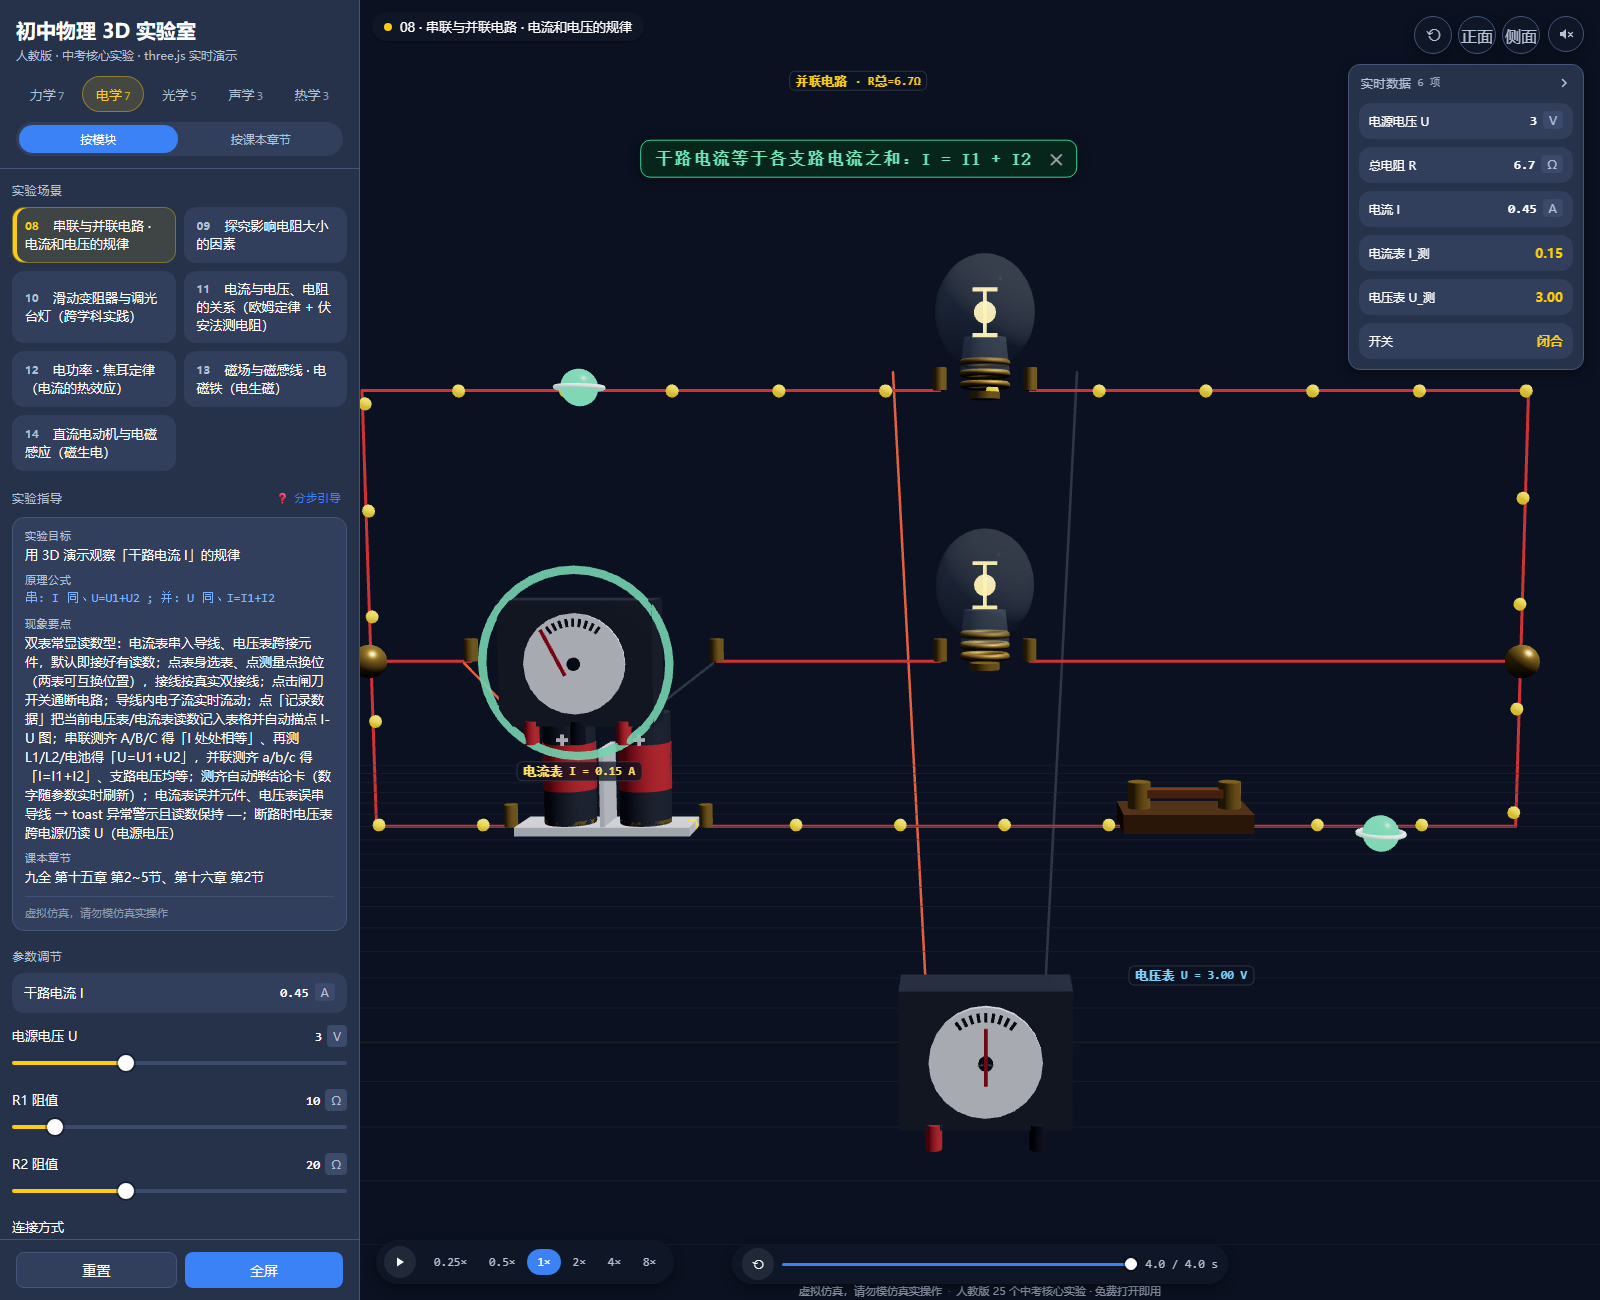 初中物理 3D 实验室
人教版 · 中考核心实验 · three.js 实时演示
力学 7
电学 7
光学 5
声学 3
热学 3
按模块
按课本章节
实验场景
08 串联与并联电路 ·
电流和电压的规律
09 探究影响电阻大小
的因素
10 滑动变阻器与调光
台灯（跨学科实践）
11 电流与电压、电阻
的关系（欧姆定律 + 伏
安法测电阻）
12 电功率 · 焦耳定律
（电流的热效应）
13 磁场与磁感线 · 电
磁铁（电生磁）
14 直流电动机与电磁
感应（磁生电）
实验指导
❓ 分步引导
实验目标
用 3D 演示观察「干路电流 I」的规律
原理公式
串: I 同、U=U1+U2 ; 并: U 同、I=I1+I2
现象要点
双表常显读数型：电流表串入导线、电压表跨接元
件，默认即接好有读数；点表身选表、点测量点换位
（两表可互换位置），接线按真实双接线；点击闸刀
开关通断电路；导线内电子流实时流动；点「记录数
据」把当前电压表/电流表读数记入表格并自动描点 I-
U 图；串联测齐 A/B/C 得「I 处处相等」、再测
L1/L2/电池得「U=U1+U2」，并联测齐 a/b/c 得
「I=I1+I2」、支路电压均等；测齐自动弹结论卡（数
字随参数实时刷新）；电流表误并元件、电压表误串
导线 → toast 异常警示且读数保持 —；断路时电压表
跨电源仍读 U（电源电压）
课本章节
九全 第十五章 第2~5节、第十六章 第2节
虚拟仿真，请勿模仿真实操作
参数调节
干路电流 I 0.45 A
电源电压 U 3 V
R1 阻值 10 Ω
R2 阻值 20 Ω
连接方式
重置
全屏
08 · 串联与并联电路 · 电流和电压的规律
正面
侧面
并联电路 · R总=6.7Ω
干路电流等于各支路电流之和: I = I1 + I2 ✕
实时数据 6 项
电源电压 U 3 V
总电阻 R 6.7 Ω
电流 I 0.45 A
电流表 I_测 0.15
电压表 U_测 3.00
开关 闭合
电流表 I = 0.15 A
电压表 U = 3.00 V
0.25×
0.5×
1×
2×
4×
8×
4.0 / 4.0 s
虚拟仿真，请勿模仿真实操作 · 人教版 25 个中考核心实验 · 免费打开即用